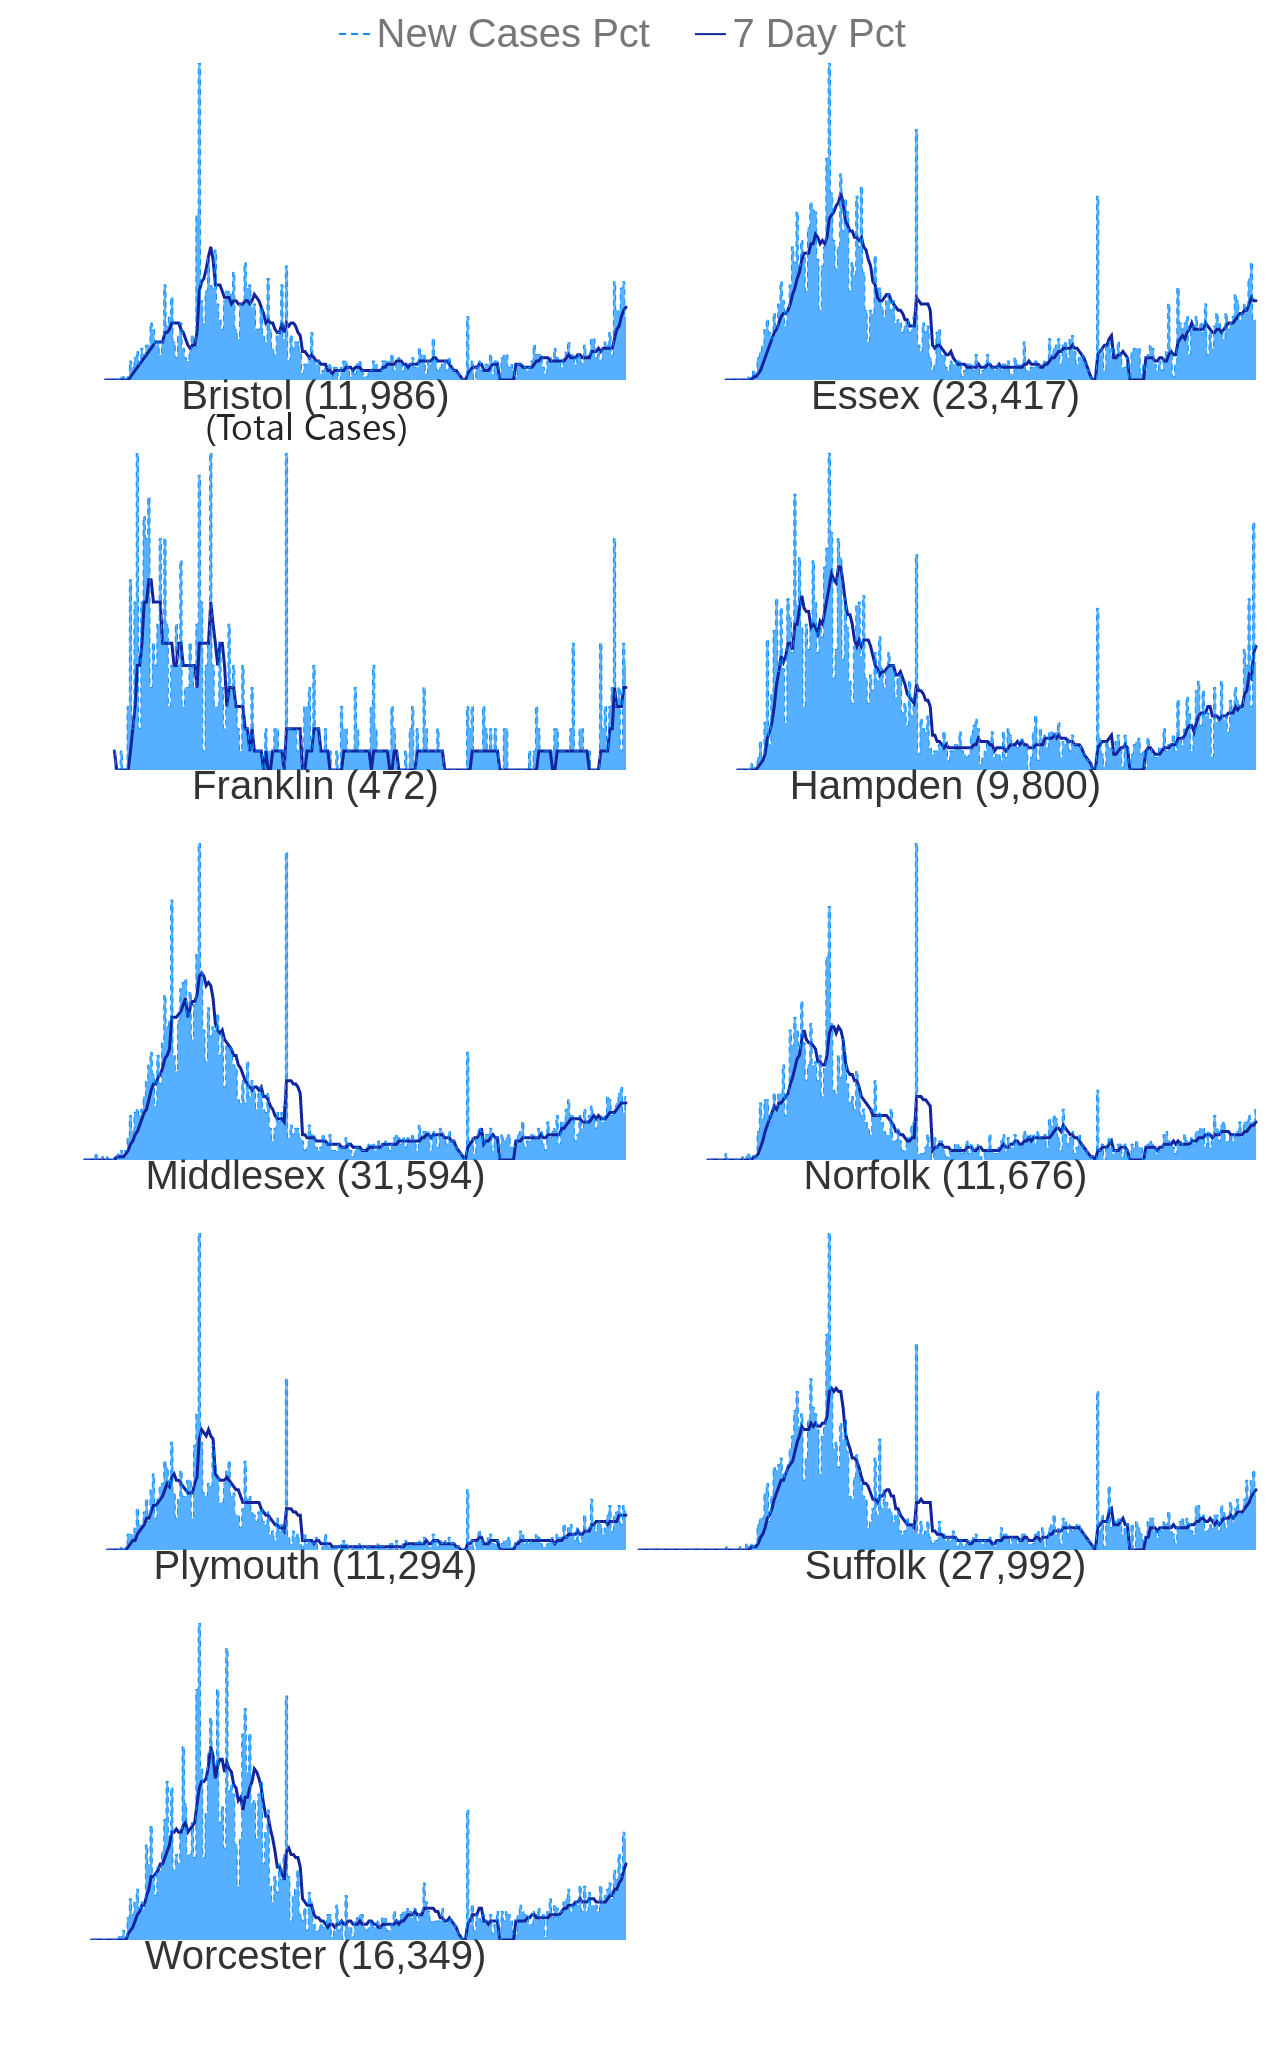 New Cases Pct 7 Day Pct
Bristol (11,986) Essex (23,417)
(Total Cases)
Franklin (472) Hampden (9,800)
Middlesex (31,594) Norfolk (11,676)
Plymouth (11,294) Suffolk (27,992)
Worcester (16,349)